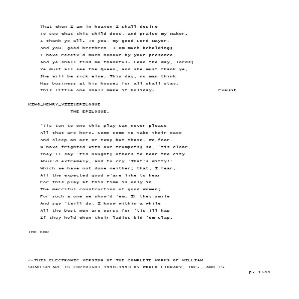 That when I am in heaven I shall desire
To see what this child does, and praise my Maker.
I thank ye all. To you, my good Lord Mayor,
And you, good brethren, I am much beholding;
I have receiv'd much honour by your presence,
And ye shall find me thankful. Lead the way, lords;
Ye must all see the Queen, and she must thank ye,
She will be sick else. This day, no man think
Has business at his house; for all shall stay.
This little one shall make it holiday. Exeunt
THE EPILOGUE.
'Tis ten to one this play can never please
All that are here. Some come to take their ease
And sleep an act or two; but those, we fear,
W'have frighted with our trumpets; so, 'tis clear,
They'll say 'tis nought; others to hear the city
Abus'd extremely, and to cry 'That's witty!'
Which we have not done neither; that, I fear,
All the expected good w'are like to hear
For this play at this time is only in
The merciful construction of good women;
For such a one we show'd 'em. If they smile
And say 'twill do, I know within a while
All the best men are ours; for 'tis ill hap
If they hold when their ladies bid 'em clap.
THE END
<<THIS ELECTRONIC VERSION OF THE COMPLETE WORKS OF WILLIAM
SHAKESPEARE IS COPYRIGHT 1990-1993 BY WORLD LIBRARY, INC., AND IS